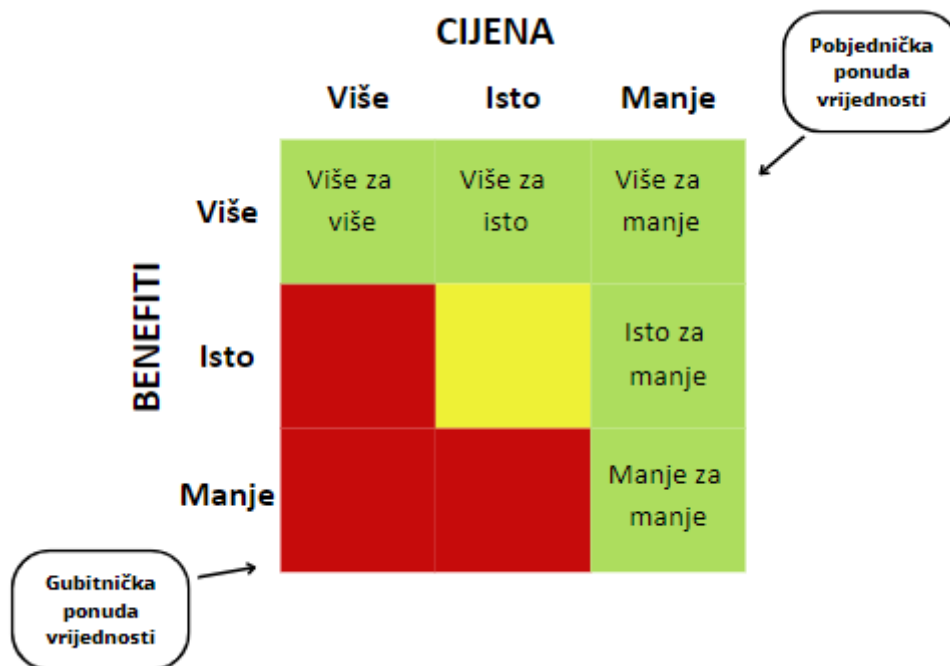 CIJENA
Pobjednička
ponuda
vrijednosti
Više
Isto
Manje
BENEFITI
Više
Više za
više
Više za
isto
Više za
manje
Isto
Isto za
manje
Manje
Manje za
manje
Gubitnička
ponuda
vrijednosti